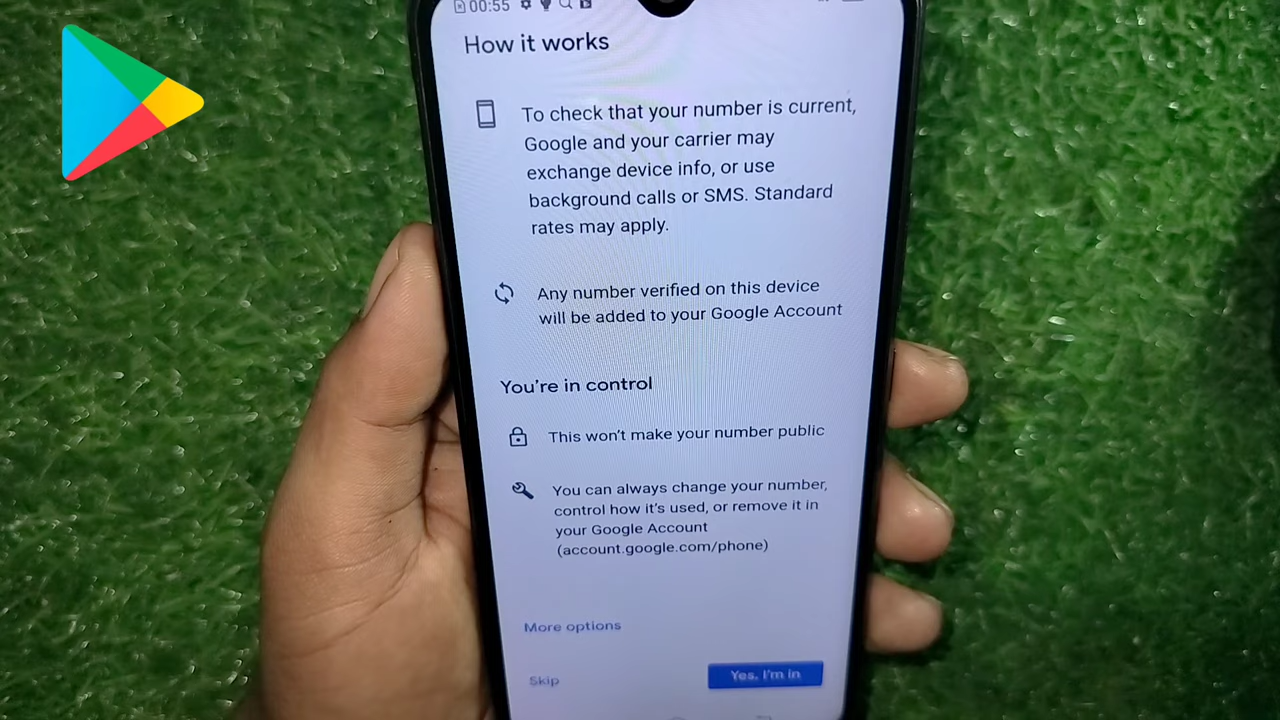 00:55
How it works
To check that your number is current,
Google and your carrier may
exchange device info, or use
background calls or SMS. Standard
rates may apply.
Any number verified on this device
will be added to your Google Account
You're in control
This won't make your number public
You can always change your number,
control how it's used, or remove it in
your Google Account
(account.google.com/phone)
More options
Skip
Yes, I'm in